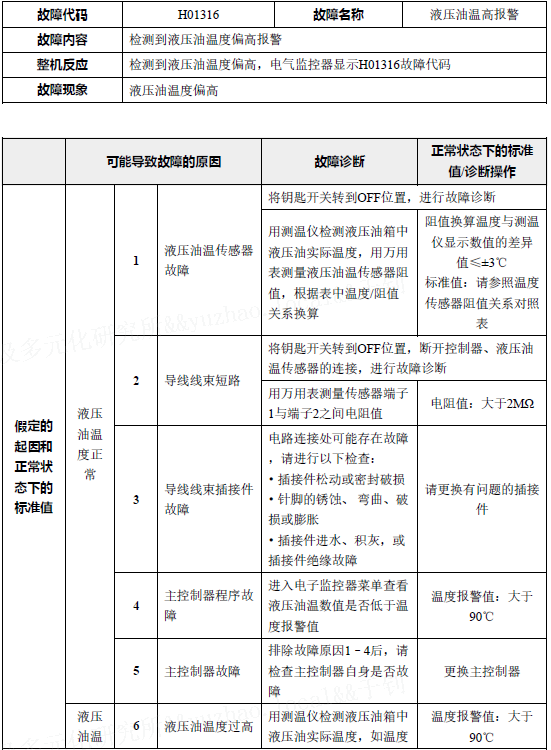 故障代码 H01316 故障名称 液压油温高报警
故障内容 检测到液压油温度偏高报警
整机反应 检测到液压油温度偏高，电气监控器显示H01316故障代码
故障现象 液压油温度偏高
可能导致故障的原因 故障诊断 正常状态下的标准
值/诊断操作
假定的
起因和
正常状
态下的
标准值
液压
油温
度正
常
1
液压油温传感器
故障
将钥匙开关转到OFF位置，进行故障诊断
用测温仪检测液压油箱中
液压油实际温度，用万用
表测量液压油温传感器阻
值，根据表中温度/阻值
关系换算
阻值换算温度与测温
仪显示数值的差异
值≤±3℃
标准值：请参照温度
传感器阻值关系对照
表
2
导线线束短路
将钥匙开关转到OFF位置，断开控制器、液压油
温传感器的连接，进行故障诊断
用万用表测量传感器端子
1与端子2之间电阻值
电阻值：大于2MΩ
3
导线线束插接件
故障
电路连接处可能存在故障
，请进行以下检查：
•插接件松动或密封破损
•针脚的锈蚀、弯曲、破
损或膨胀
•插接件进水、积灰，或
插接件绝缘故障
请更换有问题的插接
件
4
主控制器程序故
障
进入电子监控器菜单查看
液压油温数值是否低于温
度报警值
温度报警值：大于
90℃
5
主控制器故障
排除故障原因1－4后，请
检查主控制器自身是否故
障
更换主控制器
液压
油温
6
液压油温度过高
用测温仪检测液压油箱中
液压油实际温度，如温度
温度报警值：大于
90℃